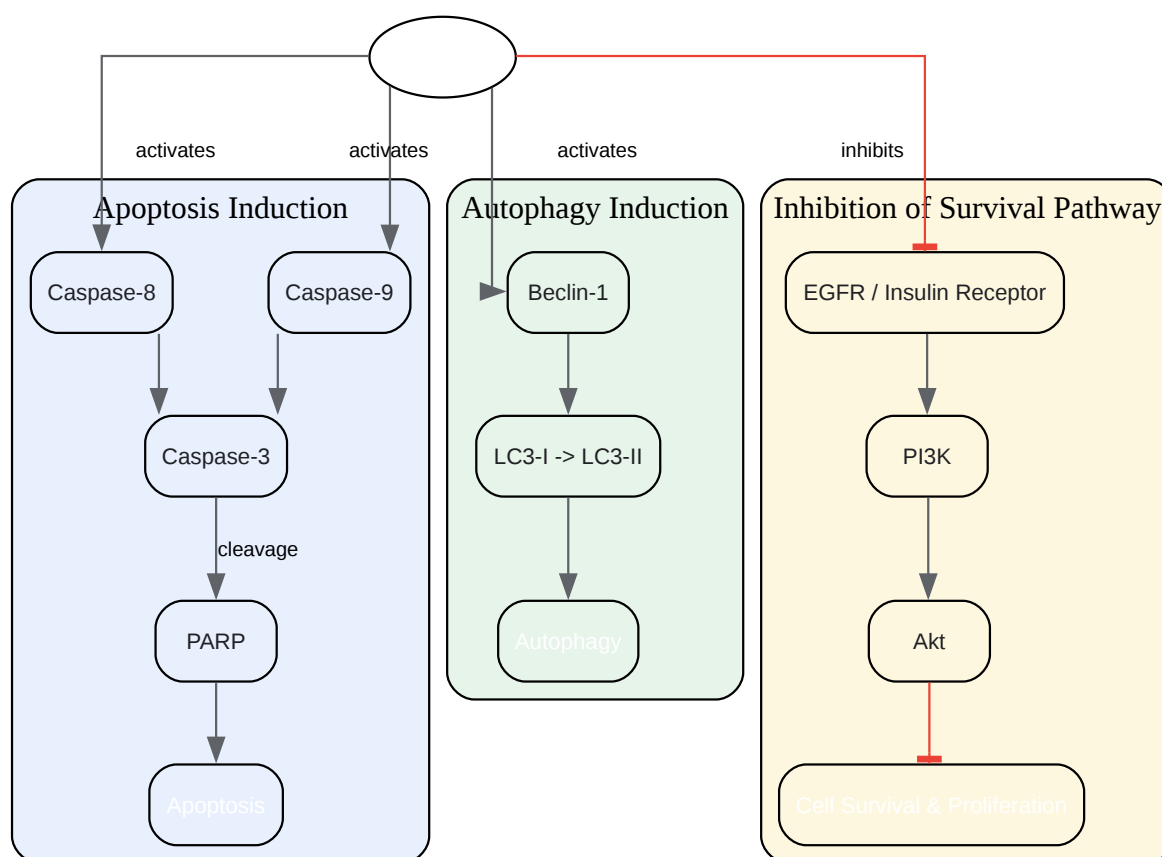 activates
activates
activates
inhibits
Apoptosis Induction
Autophagy Induction
Inhibition of Survival Pathway
Caspase-8
Caspase-9
Beclin-1
EGFR / Insulin Receptor
Caspase-3
LC3-I -> LC3-II
PI3K
cleavage
PARP
Autophagy
Akt
Apoptosis
Cell Survival & Proliferation